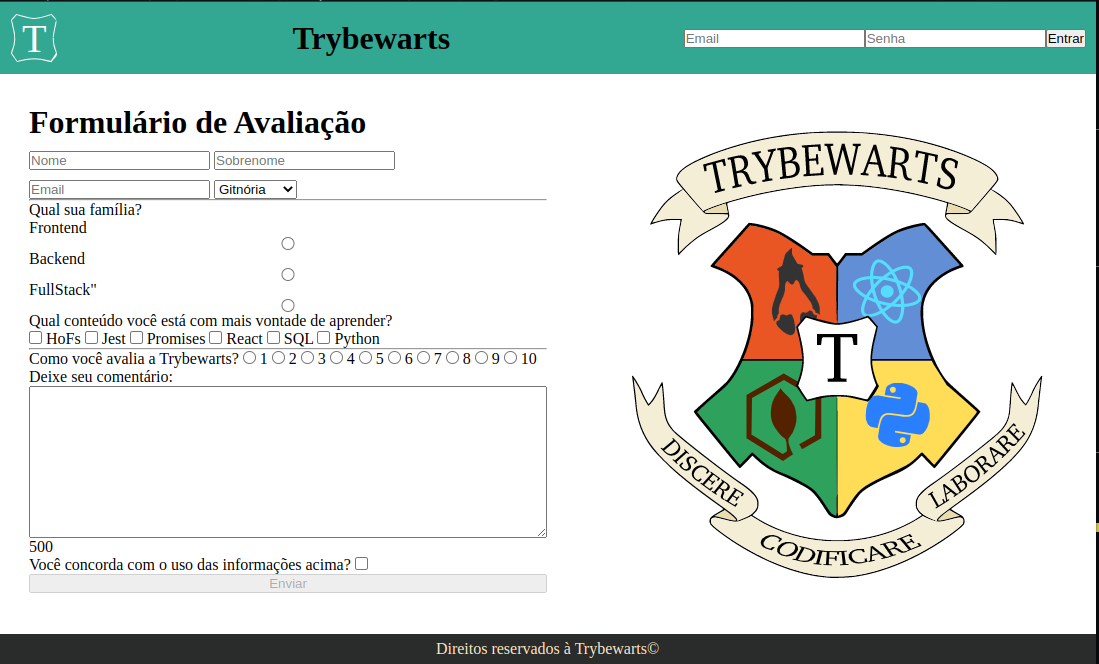 T Trybewarts Email Senha Entrar
Formulário de Avaliação
Nome Sobrenome
Email Gitnória
Qual sua família?
Frontend
Backend
FullStack"
Qual conteúdo você está com mais vontade de aprender?
HoFs Jest Promises React SQL Python
Como você avalia a Trybewarts? 1 2 3 4 5 6 7 8 9 10
Deixe seu comentário:
500
Você concorda com o uso das informações acima?
Enviar
TRYBEWARTS
T
DISCERE
CODIFICARE
LABORARE
Direitos reservados à Trybewarts©